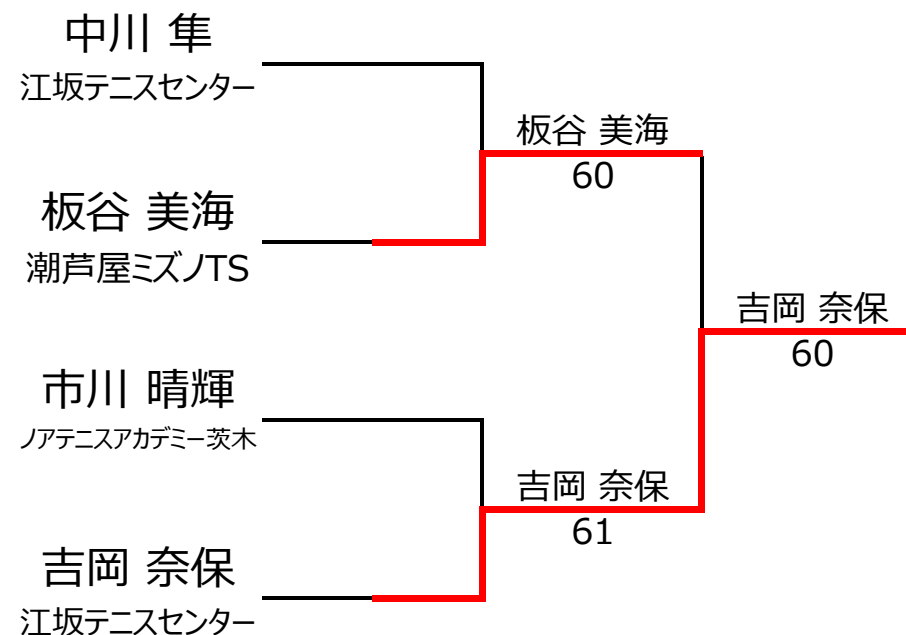 中川 隼
江坂テニスセンター
板谷 美海
60
板谷 美海
潮芦屋ミズノTS
吉岡 奈保
60
市川 晴輝
ノアテニスアカデミー茨木
吉岡 奈保
61
吉岡 奈保
江坂テニスセンター